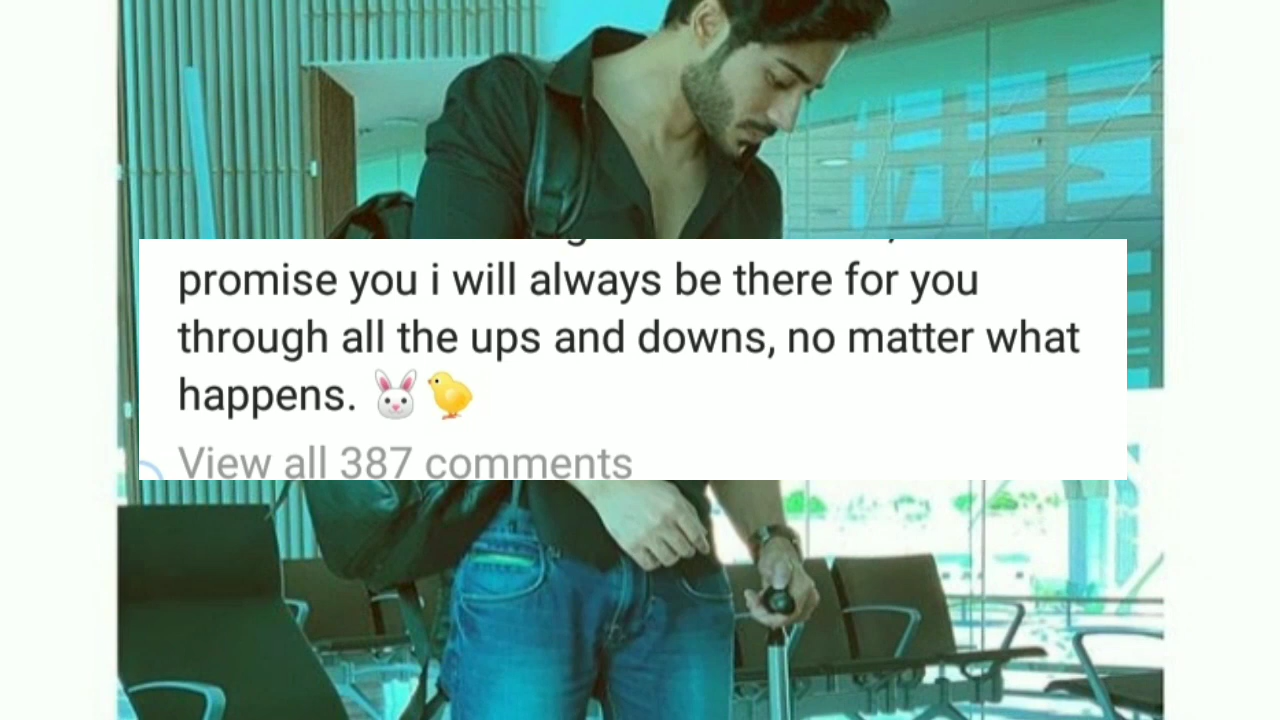 promise you i will always be there for you
through all the ups and downs, no matter what
happens. 🐰🐤
View all 387 comments